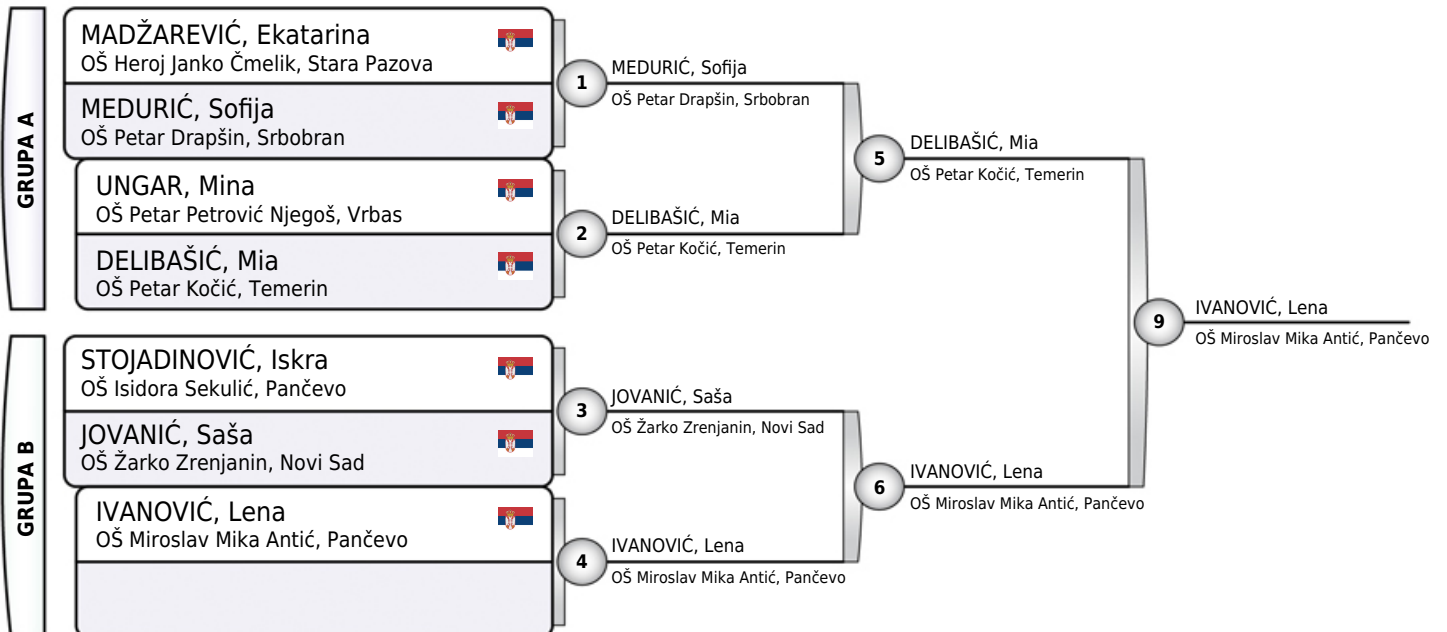 GRUPA A
MADŽAREVIĆ, Ekatarina
OŠ Heroj Janko Čmelik, Stara Pazova
MEDURIĆ, Sofija
OŠ Petar Drapšin, Srbobran
UNGAR, Mina
OŠ Petar Petrović Njegoš, Vrbas
DELIBAŠIĆ, Mia
OŠ Petar Kočić, Temerin
GRUPA B
STOJADINOVIĆ, Iskra
OŠ Isidora Sekulić, Pančevo
JOVANIĆ, Saša
OŠ Žarko Zrenjanin, Novi Sad
IVANOVIĆ, Lena
OŠ Miroslav Mika Antić, Pančevo
1
MEDURIĆ, Sofija
OŠ Petar Drapšin, Srbobran
2
DELIBAŠIĆ, Mia
OŠ Petar Kočić, Temerin
3
JOVANIĆ, Saša
OŠ Žarko Zrenjanin, Novi Sad
4
IVANOVIĆ, Lena
OŠ Miroslav Mika Antić, Pančevo
5
DELIBAŠIĆ, Mia
OŠ Petar Kočić, Temerin
6
IVANOVIĆ, Lena
OŠ Miroslav Mika Antić, Pančevo
9
IVANOVIĆ, Lena
OŠ Miroslav Mika Antić, Pančevo